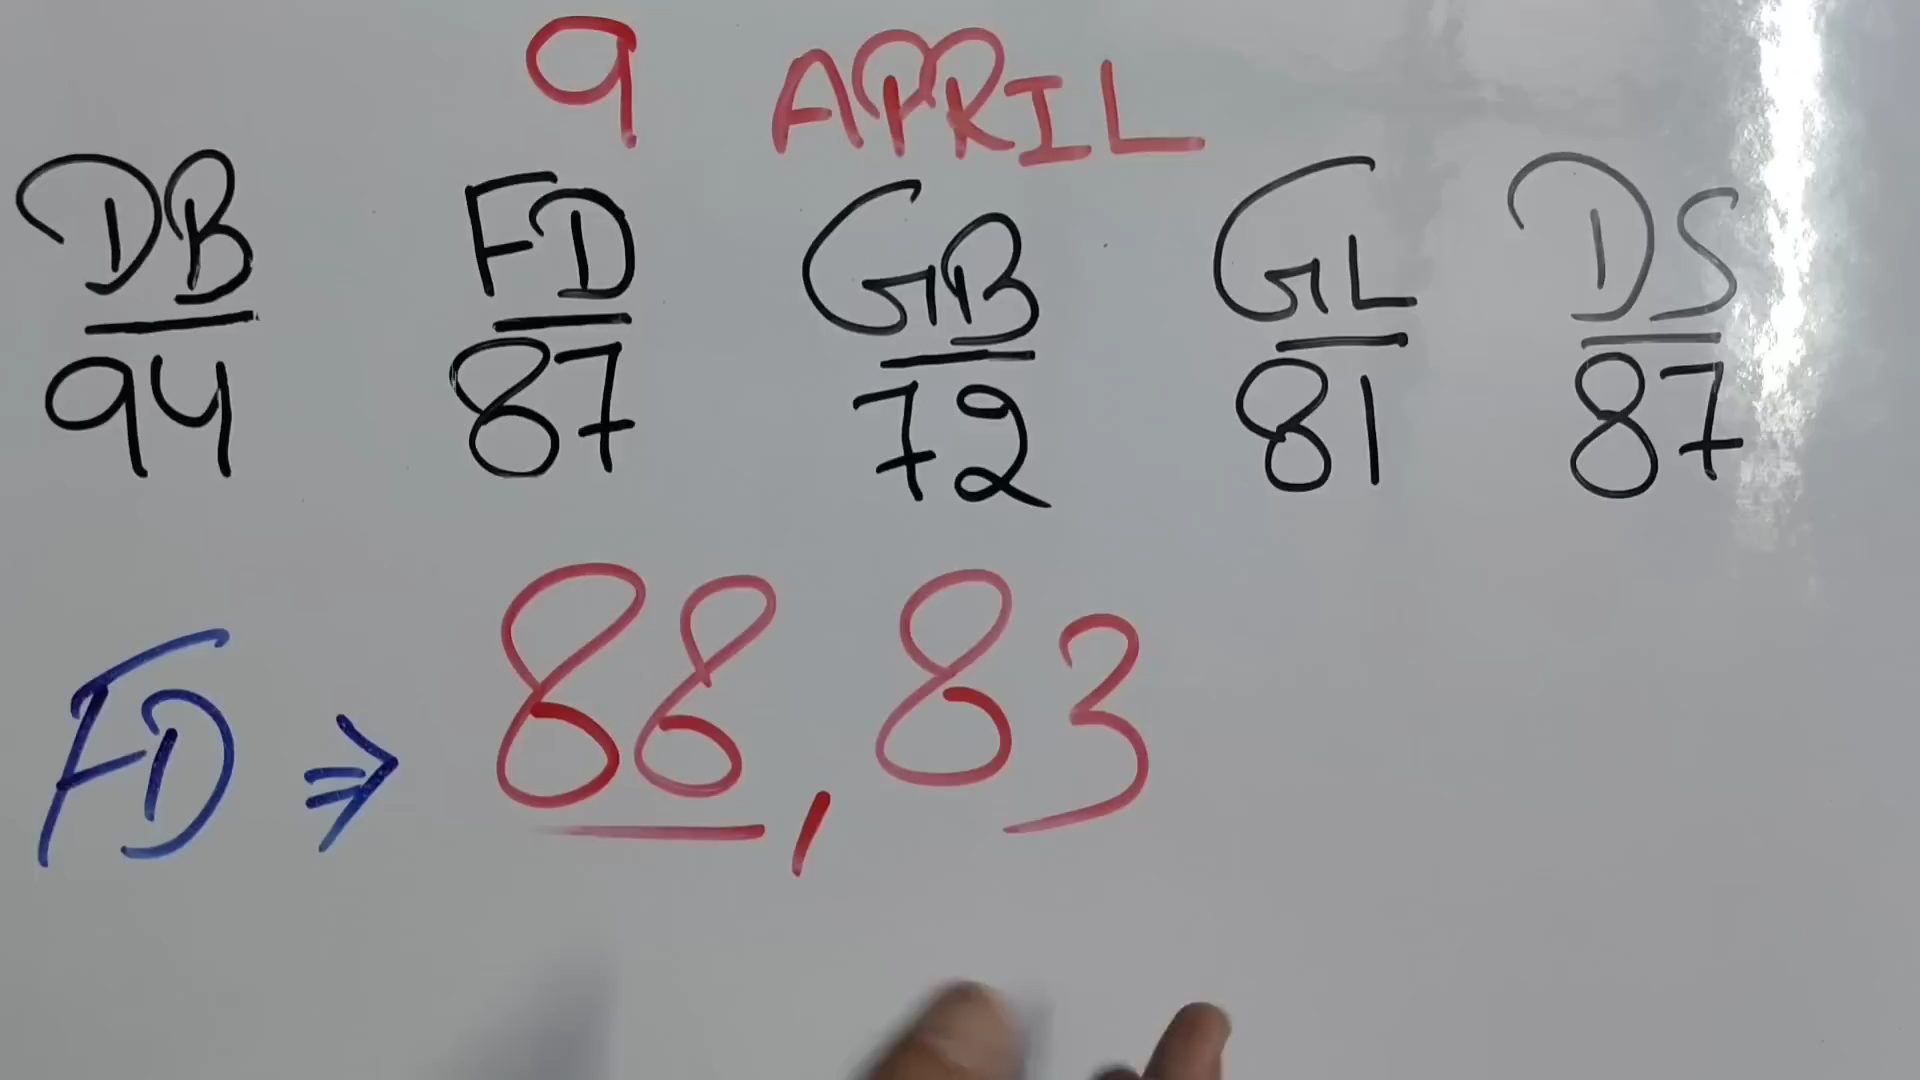 9 APRIL
DB FD GB GL DS
94 87 72 81 87
FD ⇒ 88, 83